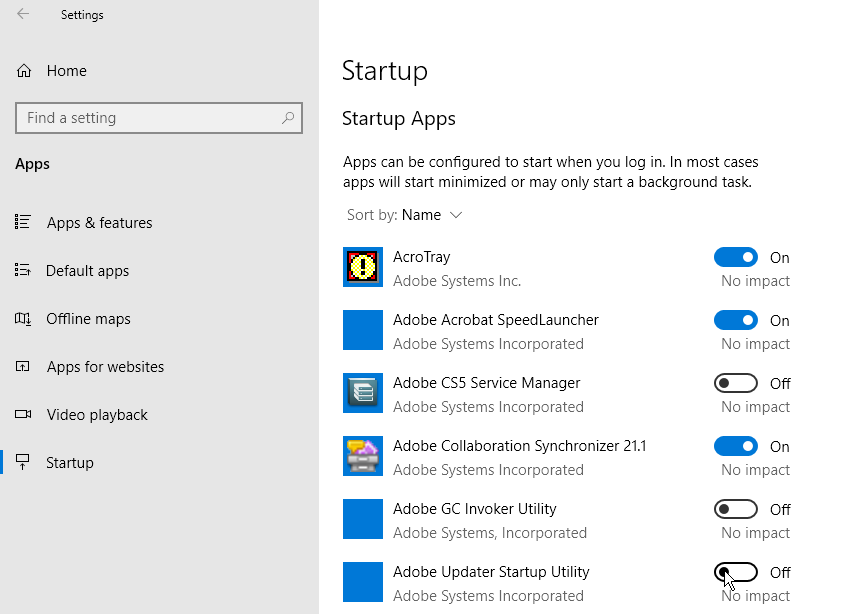 Settings
Home
Find a setting
Apps
Apps & features
Default apps
Offline maps
Apps for websites
Video playback
Startup
Startup
Startup Apps
Apps can be configured to start when you log in. In most cases
apps will start minimized or may only start a background task.
Sort by: Name
AcroTray
On
Adobe Systems Inc.
No impact
Adobe Acrobat SpeedLauncher
On
Adobe Systems Incorporated
No impact
Adobe CS5 Service Manager
Off
Adobe Systems Incorporated
No impact
Adobe Collaboration Synchronizer 21.1
On
Adobe Systems Incorporated
No impact
Adobe GC Invoker Utility
Off
Adobe Systems, Incorporated
No impact
Adobe Updater Startup Utility
Off
Adobe Systems Incorporated
No impact